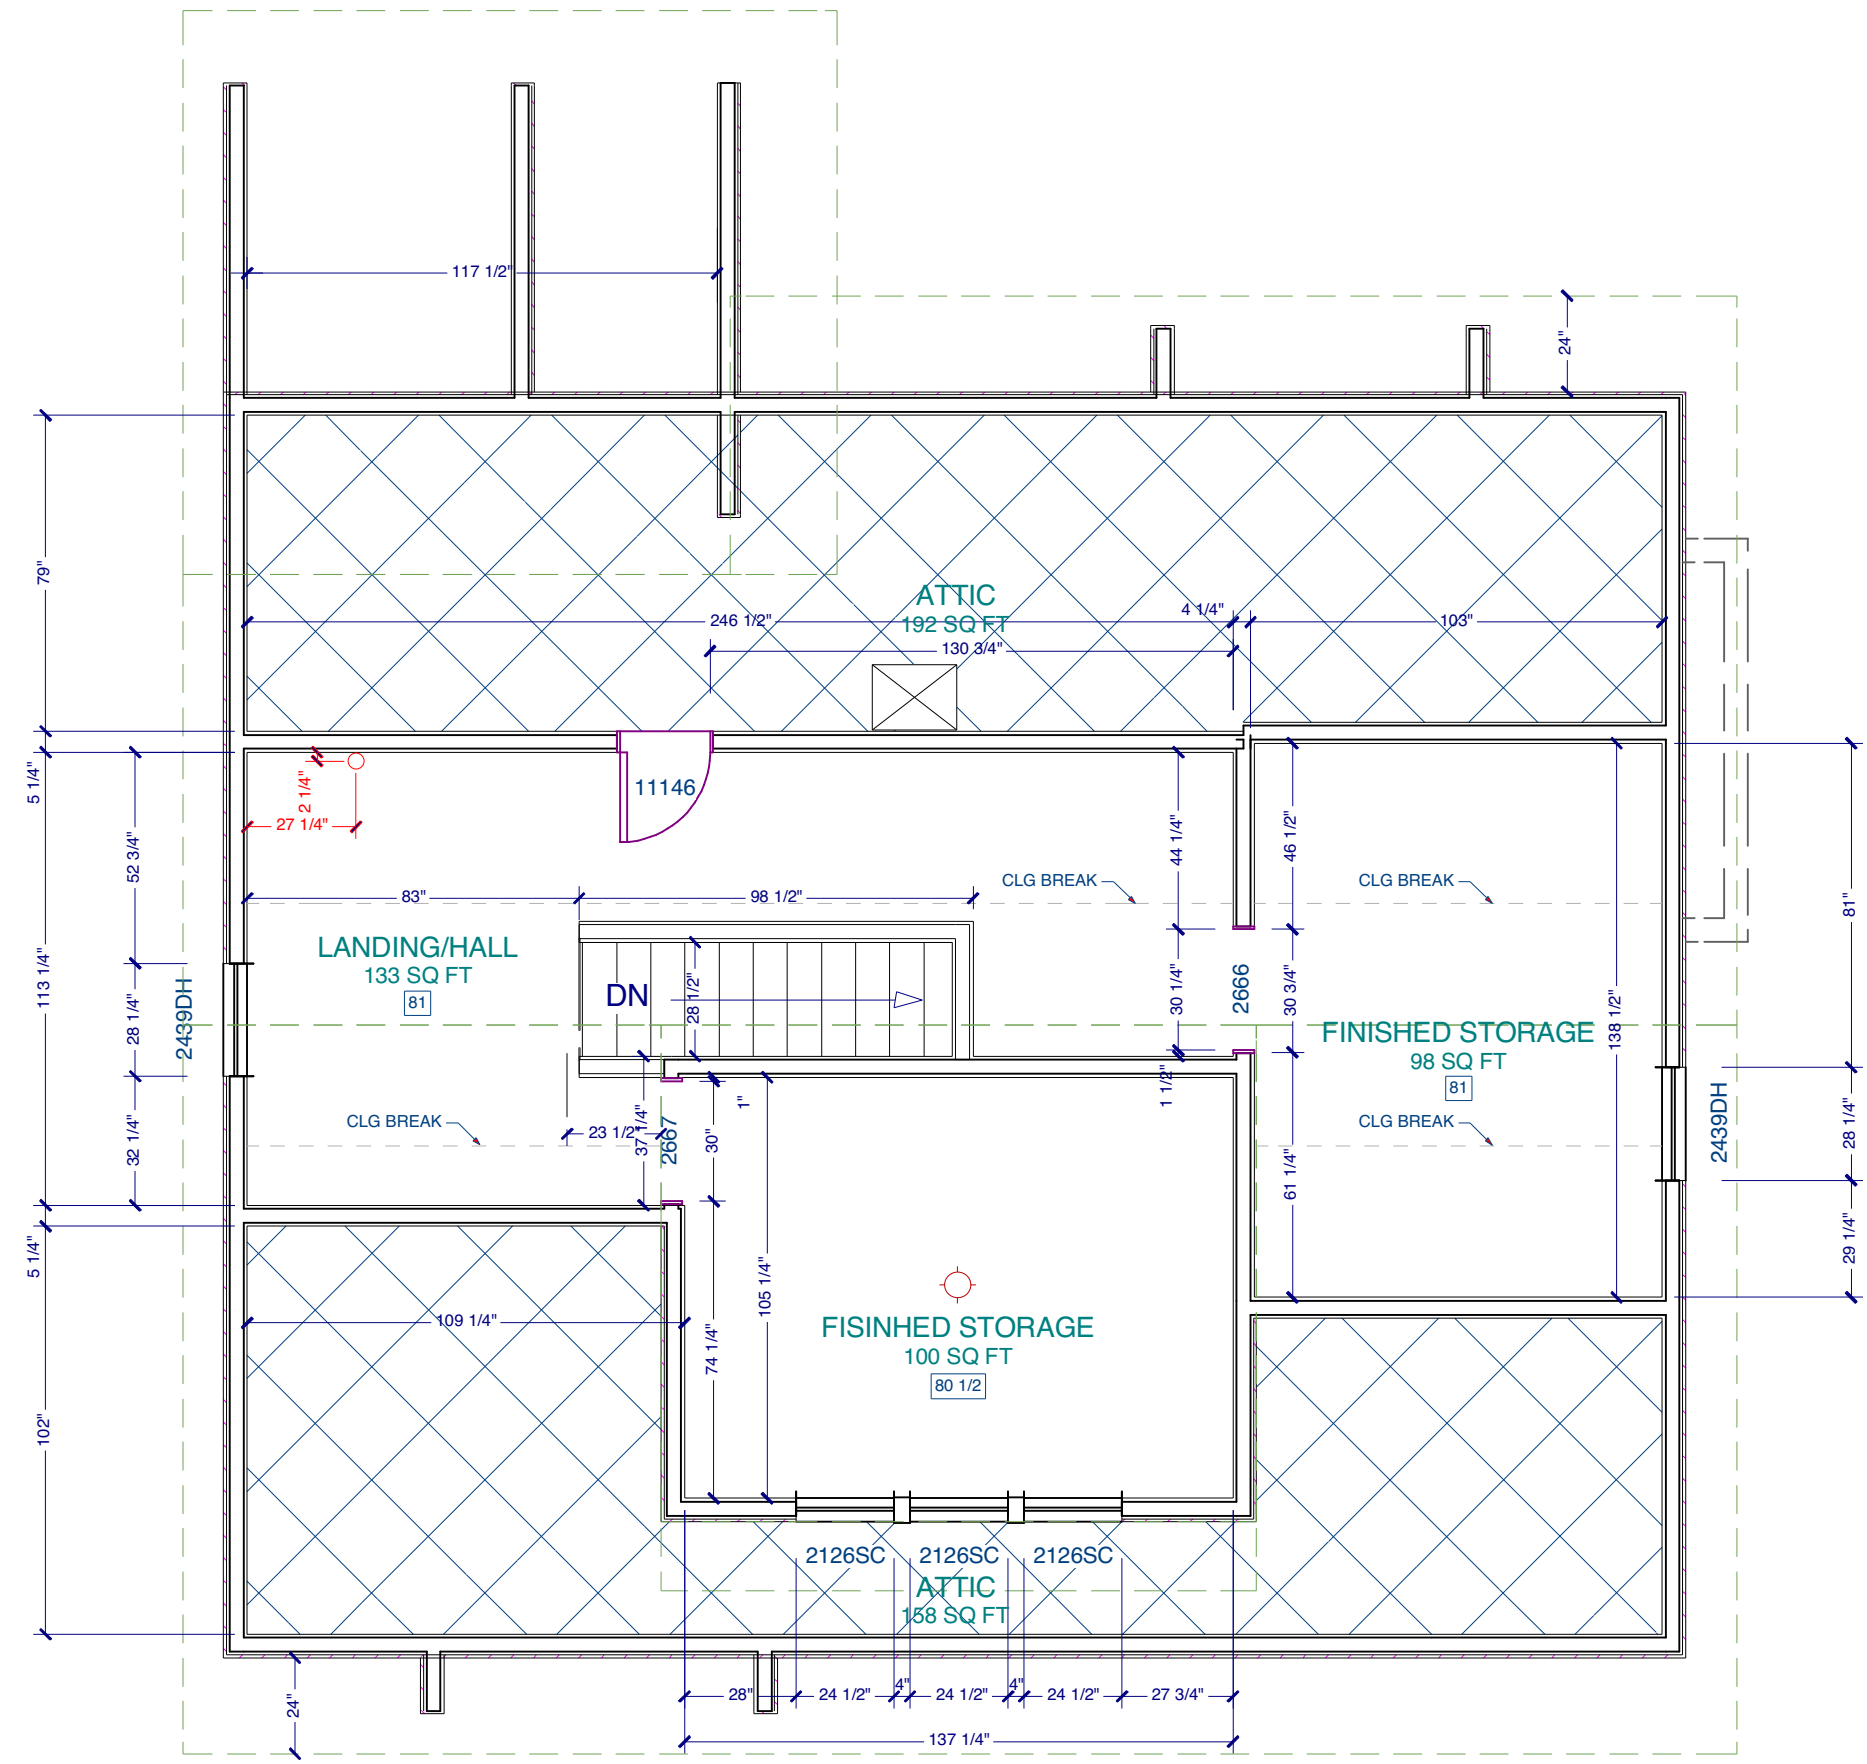 117 1/2"
24"
79"
ATTIC
192 SQ FT
246 1/2"
4 1/4"
103"
130 3/4"
5 1/4"
2 1/4"
27 1/4"
11146
52 3/4"
44 1/4"
46 1/2"
CLG BREAK
CLG BREAK
83"
98 1/2"
81"
LANDING/HALL
133 SQ FT
81
DN
28 1/2"
113 1/4"
2439DH
28 1/4"
30 1/4"
2666
30 3/4"
138 1/2"
FINISHED STORAGE
98 SQ FT
81
1 1/2"
1"
CLG BREAK
23 1/2"
37 1/4"
2667
30"
CLG BREAK
2439DH
28 1/4"
32 1/4"
61 1/4"
5 1/4"
29 1/4"
109 1/4"
105 1/4"
74 1/4"
FISINHED STORAGE
100 SQ FT
80 1/2
102"
2126SC
2126SC
2126SC
ATTIC
158 SQ FT
24"
28"
24 1/2"
4"
24 1/2"
4"
24 1/2"
27 3/4"
137 1/4"